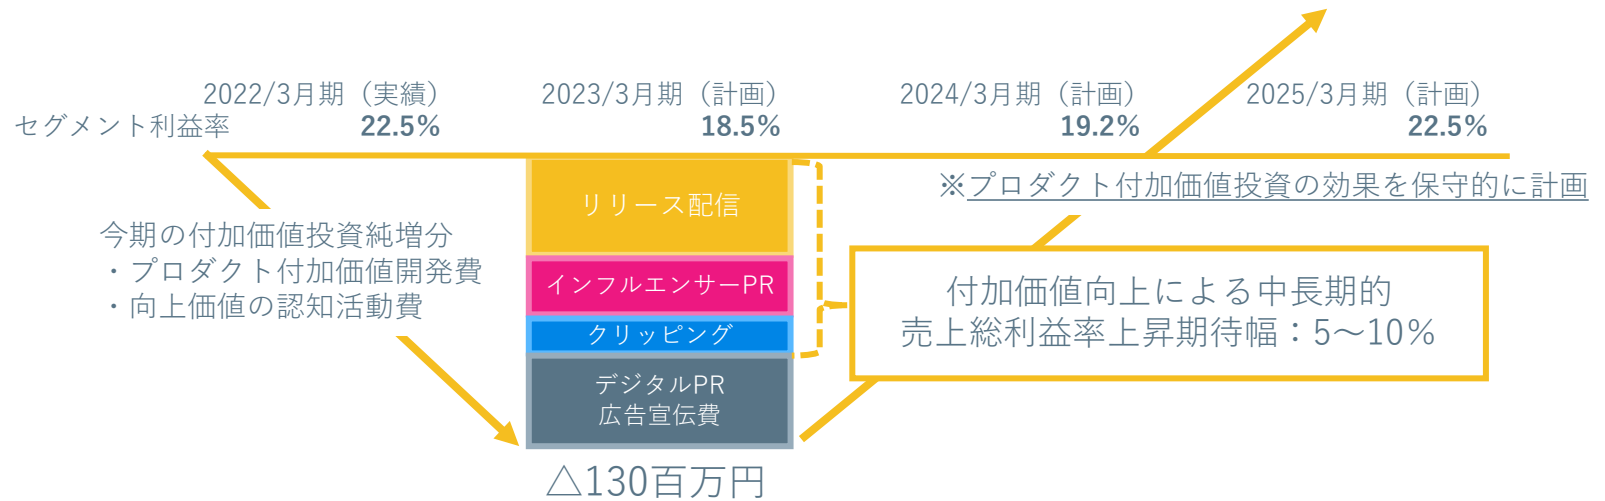 2022/3月期（実績） 2023/3月期（計画） 2024/3月期（計画） 2025/3月期（計画）
セグメント利益率 22.5% 18.5% 19.2% 22.5%
※プロダクト付加価値投資の効果を保守的に計画
リリース配信
今期の付加価値投資純増分
・プロダクト付加価値開発費
・向上価値の認知活動費
インフルエンサーPR
クリッピング
デジタルPR
広告宣伝費
付加価値向上による中長期的
売上総利益率上昇期待幅：5～10％
△130百万円